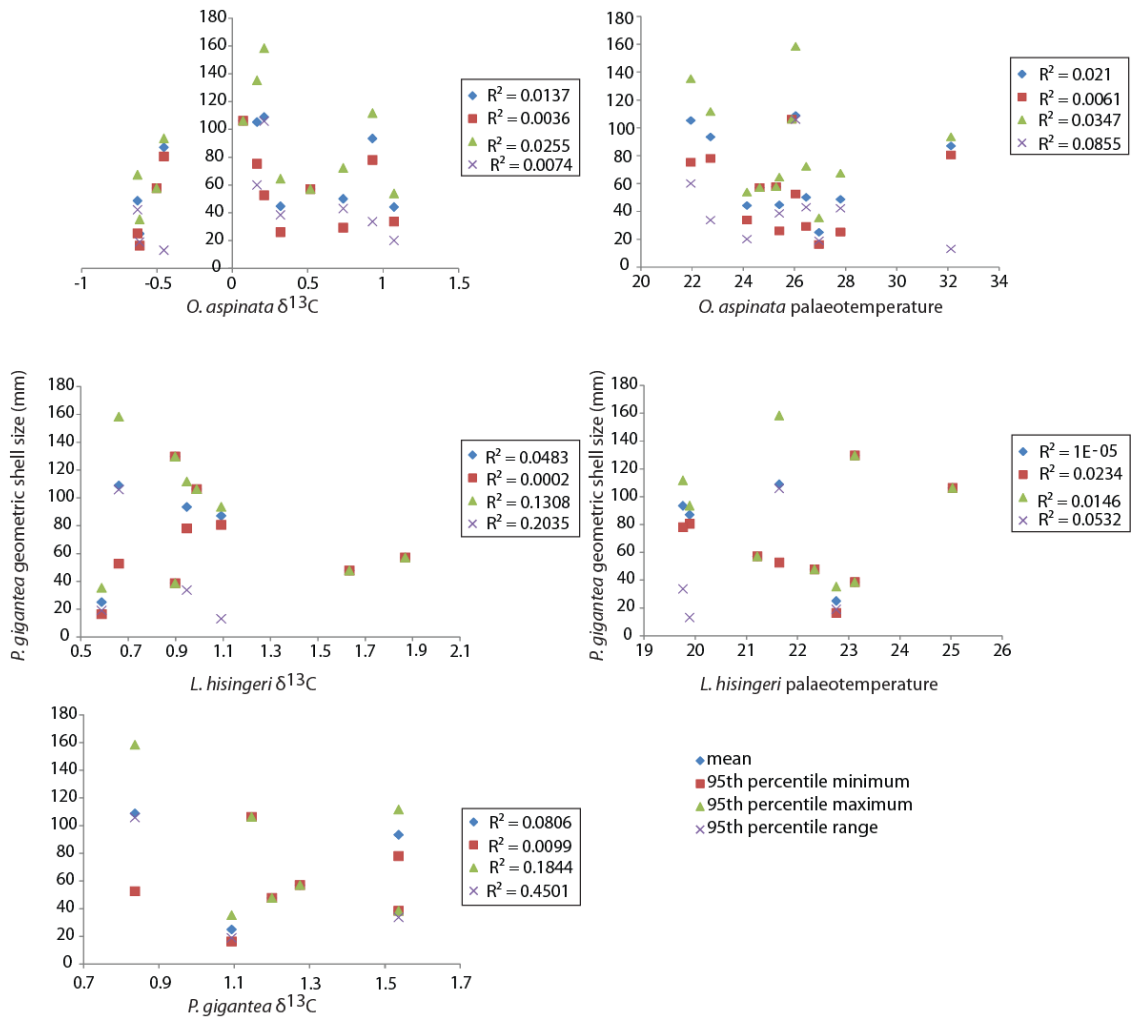 180
160
140
120
100
80
60
40
20
0
-1 -0.5 0 0.5 1 1.5
O. aspinata δ13C
R² = 0.0137
R² = 0.0036
R² = 0.0255
R² = 0.0074
180
160
140
120
100
80
60
40
20
0
20 22 24 26 28 30 32 34
O. aspinata palaeotemperature
R² = 0.021
R² = 0.0061
R² = 0.0347
R² = 0.0855
P. gigantea geometric shell size (mm)
180
160
140
120
100
80
60
40
20
0
0.5 0.7 0.9 1.1 1.3 1.5 1.7 1.9 2.1
L. hisingeri δ13C
R² = 0.0483
R² = 0.0002
R² = 0.1308
R² = 0.2035
P. gigantea geometric shell size (mm)
180
160
140
120
100
80
60
40
20
0
19 20 21 22 23 24 25 26
L. hisingeri palaeotemperature
R² = 1E-05
R² = 0.0234
R² = 0.0146
R² = 0.0532
180
160
140
120
100
80
60
40
20
0
0.7 0.9 1.1 1.3 1.5 1.7
P. gigantea δ13C
R² = 0.0806
R² = 0.0099
R² = 0.1844
R² = 0.4501
mean
95th percentile minimum
95th percentile maximum
95th percentile range